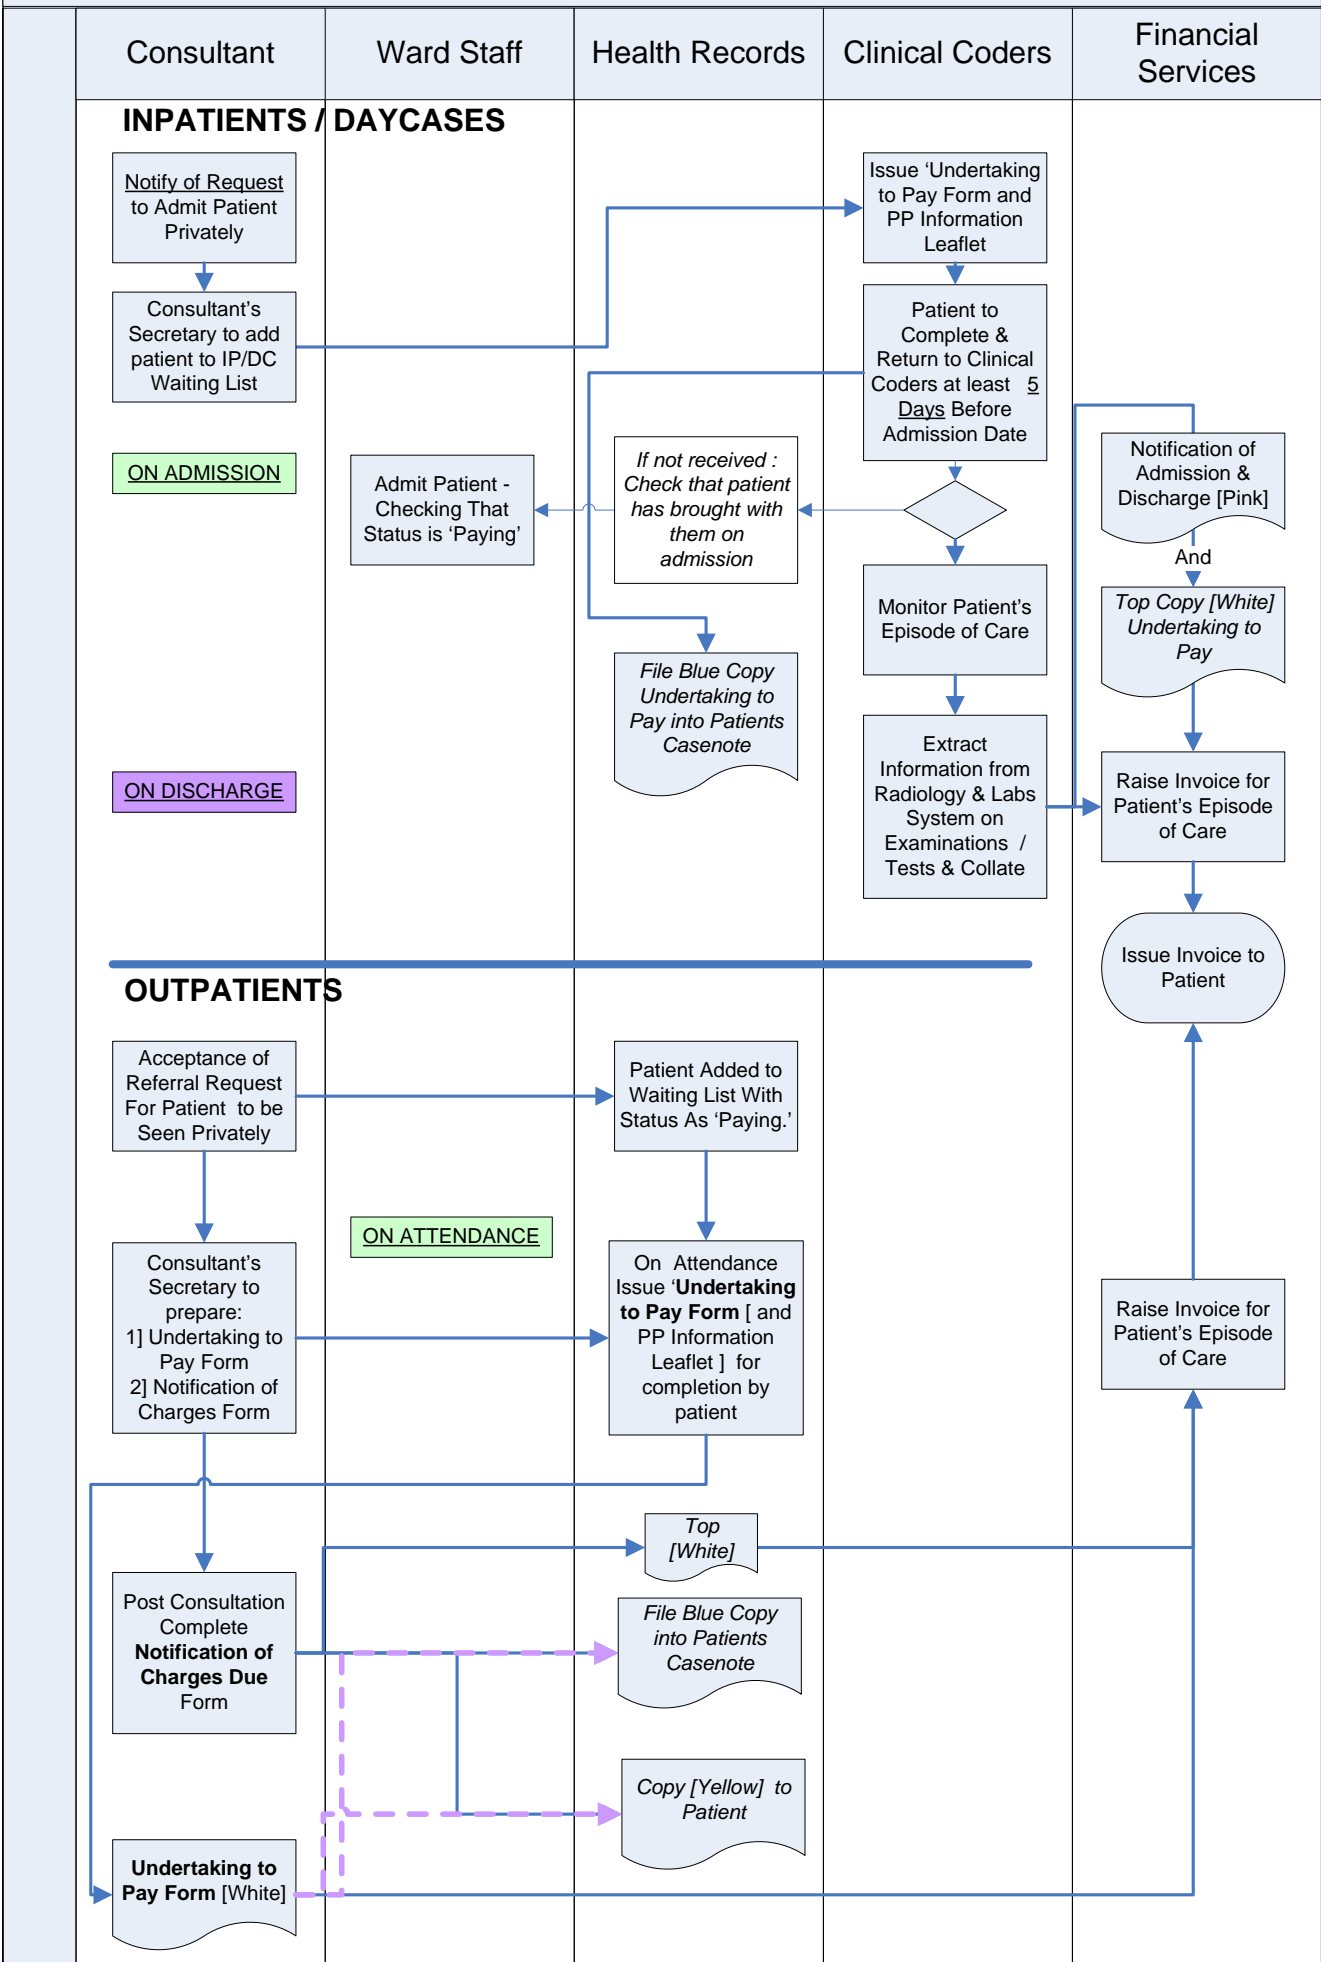 Consultant
Ward Staff
Health Records
Clinical Coders
Financial
Services
INPATIENTS / DAYCASES
Notify of Request
to Admit Patient
Privately
Issue ‘Undertaking
to Pay Form and
PP Information
Leaflet
Consultant’s
Secretary to add
patient to IP/DC
Waiting List
Patient to
Complete &
Return to Clinical
Coders at least 5
Days Before
Admission Date
ON ADMISSION
Admit Patient -
Checking That
Status is ‘Paying’
If not received :
Check that patient
has brought with
them on
admission
Notification of
Admission &
Discharge [Pink]
And
Top Copy [White]
Undertaking to
Pay
Monitor Patient’s
Episode of Care
File Blue Copy
Undertaking to
Pay into Patients
Casenote
ON DISCHARGE
Extract
Information from
Radiology & Labs
System on
Examinations /
Tests & Collate
Raise Invoice for
Patient’s Episode
of Care
Issue Invoice to
Patient
OUTPATIENTS
Acceptance of
Referral Request
For Patient to be
Seen Privately
Patient Added to
Waiting List With
Status As ‘Paying.’
ON ATTENDANCE
Consultant’s
Secretary to
prepare:
1] Undertaking to
Pay Form
2] Notification of
Charges Form
On Attendance
Issue ‘Undertaking
to Pay Form [ and
PP Information
Leaflet ] for
completion by
patient
Raise Invoice for
Patient’s Episode
of Care
Top
[White]
Post Consultation
Complete
Notification of
Charges Due
Form
File Blue Copy
into Patients
Casenote
Copy [Yellow] to
Patient
Undertaking to
Pay Form [White]